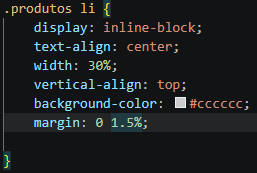 .produtos li {
display: inline-block;
text-align: center;
width: 30%;
vertical-align: top;
background-color: #cccccc;
margin: 0 1.5%;
}